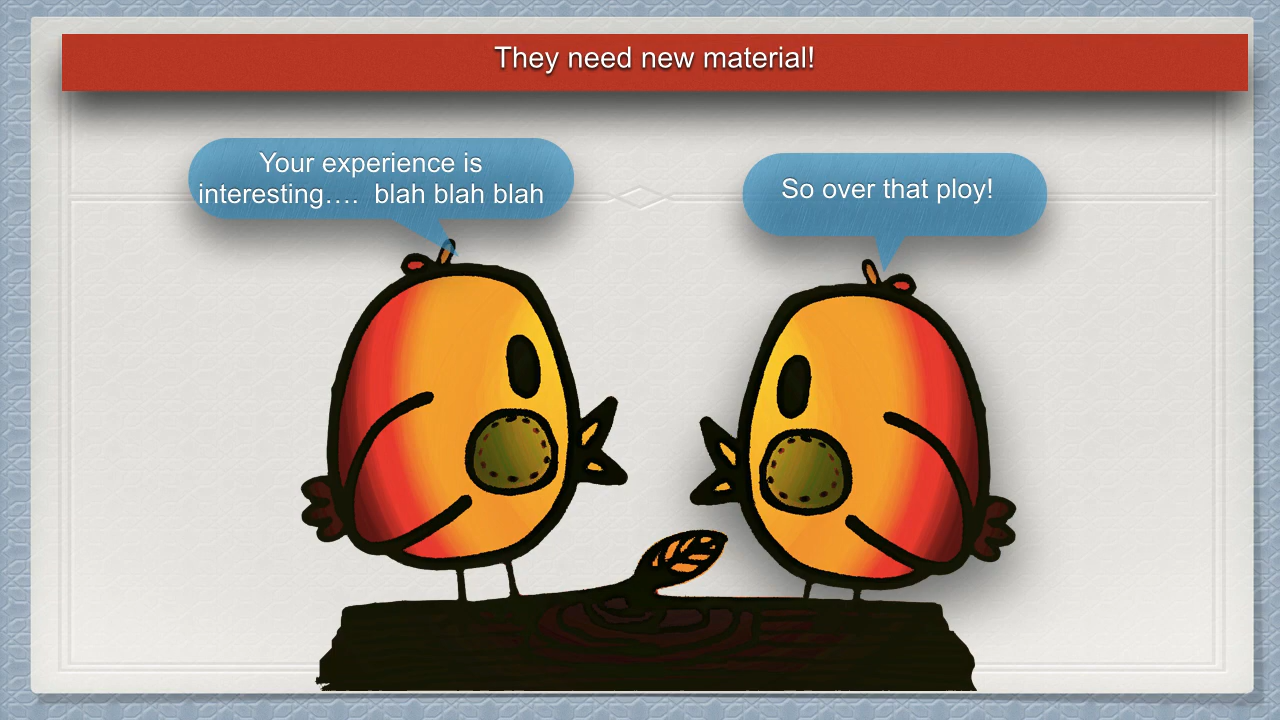 They need new material!
Your experience is
interesting….  blah blah blah
So over that ploy!